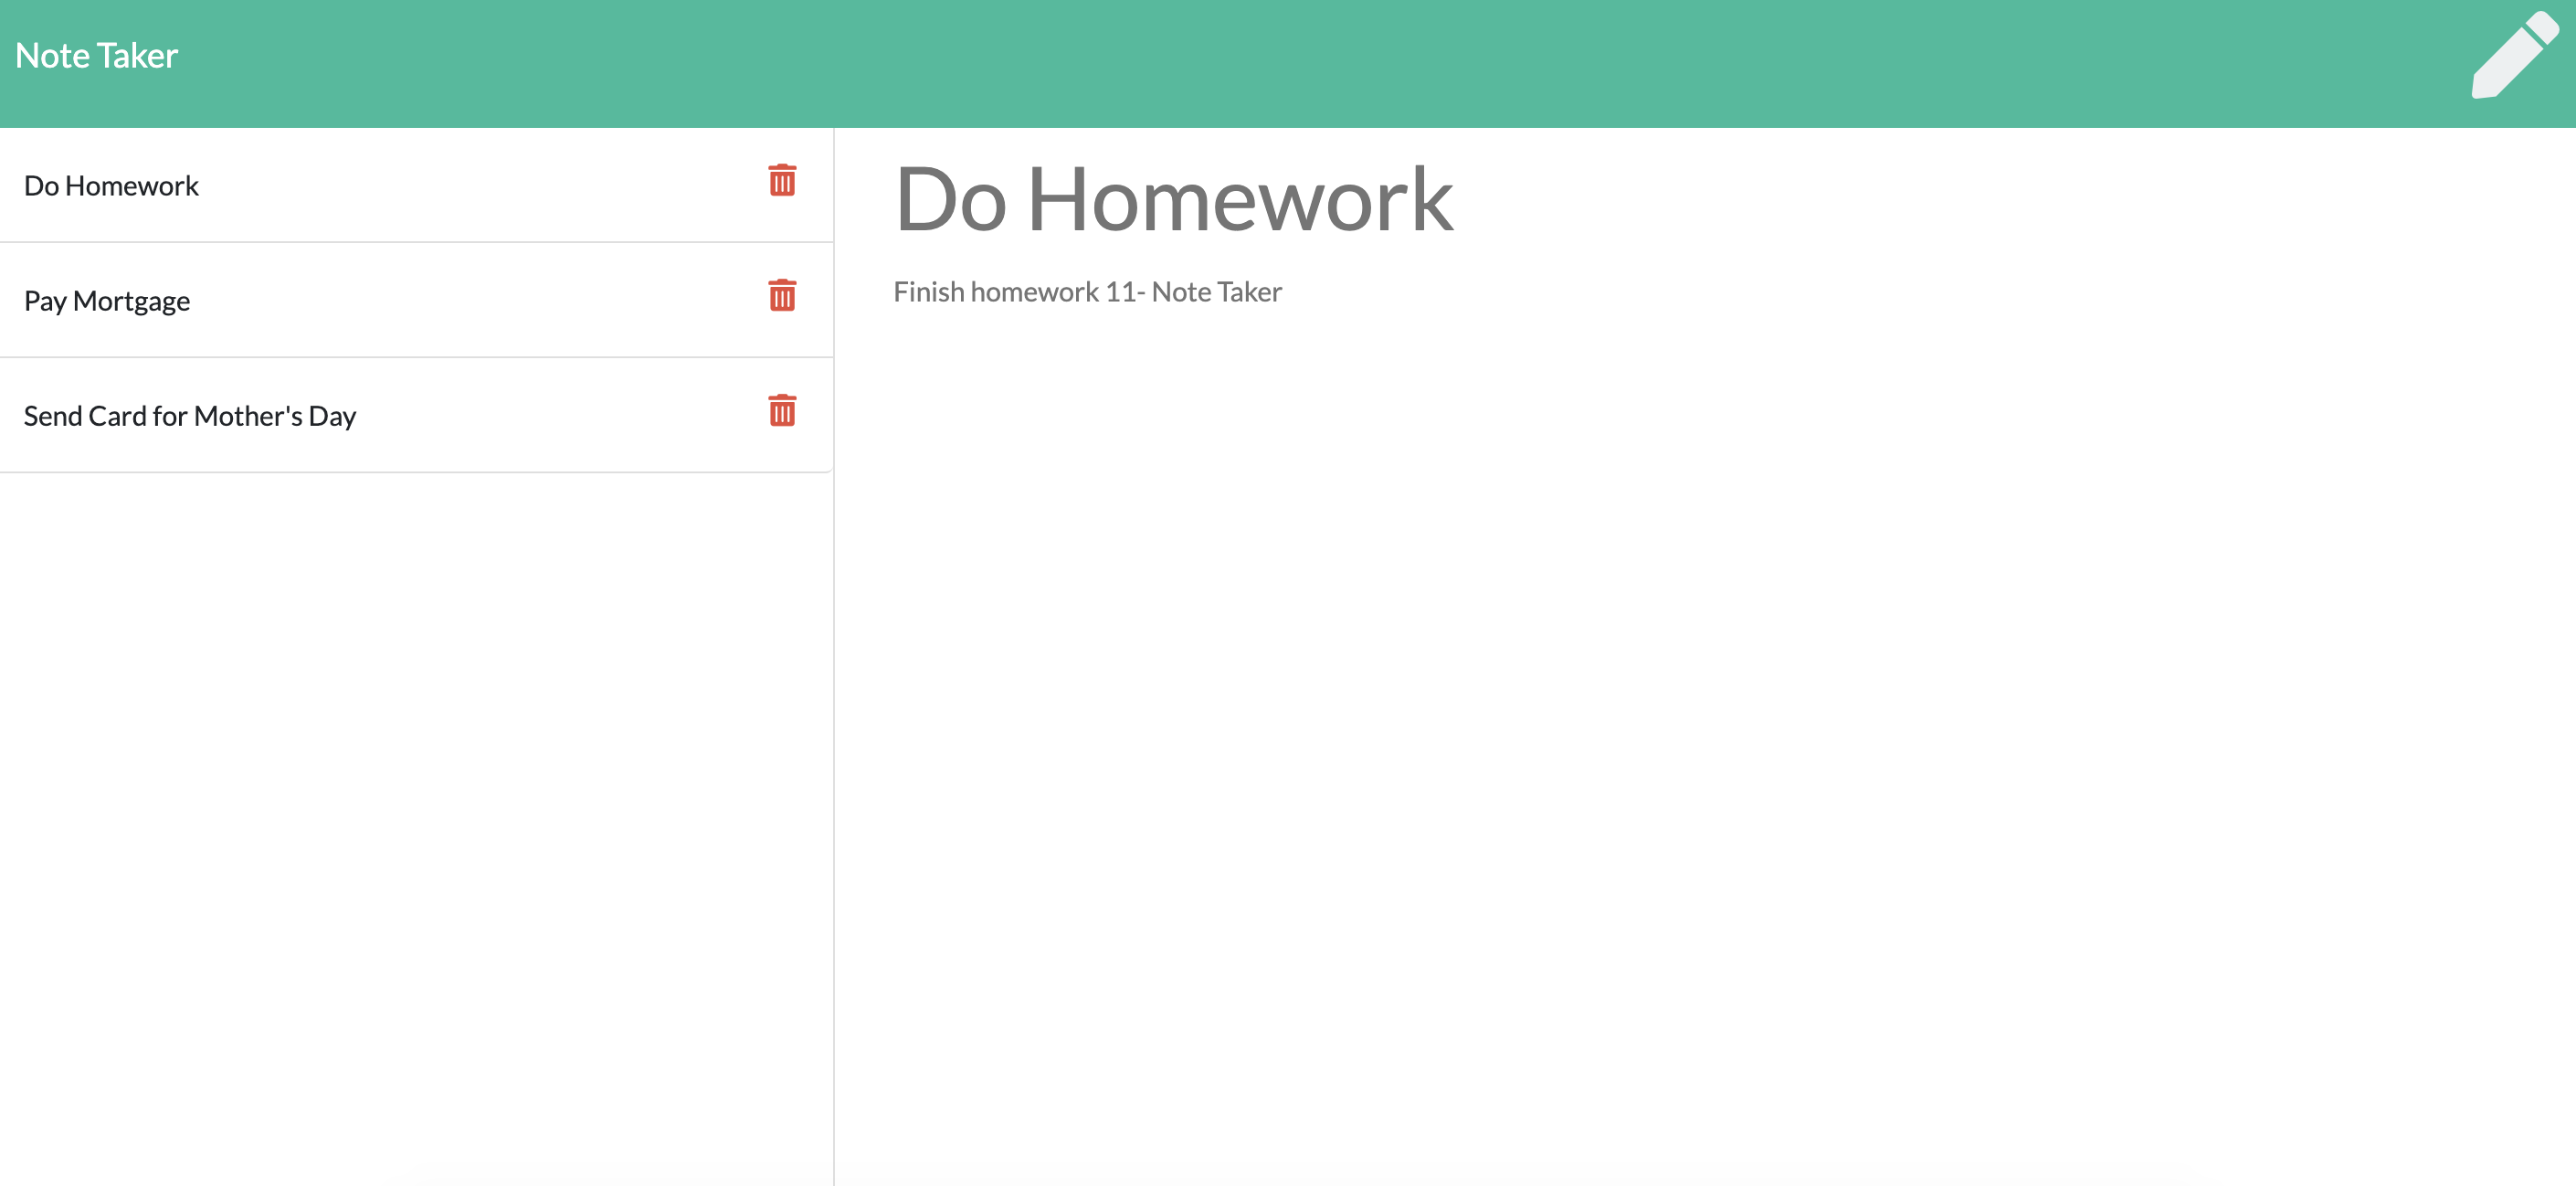 Note Taker
Do Homework
Pay Mortgage
Send Card for Mother's Day
Do Homework
Finish homework 11- Note Taker